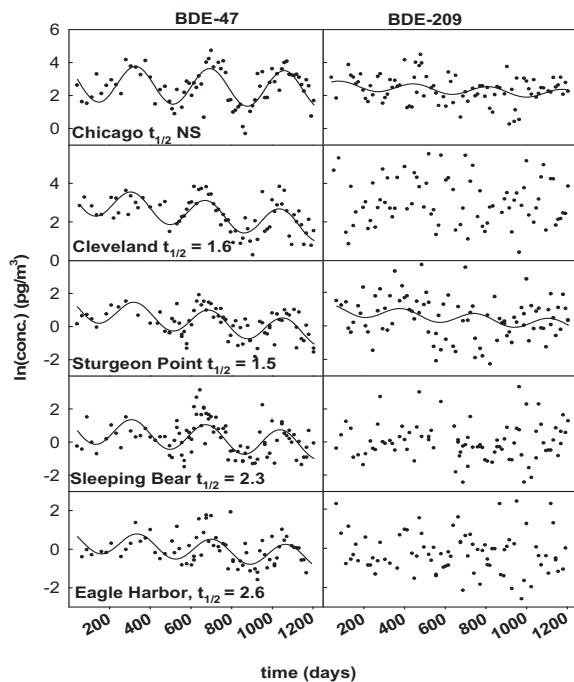 BDE-47 BDE-209
6
4
2
0
Chicago t1/2 NS
4
2
0
Cleveland t1/2 = 1.6
2
0
-2
Sturgeon Point t1/2 = 1.5
2
0
-2
Sleeping Bear t1/2 = 2.3
2
0
-2
Eagle Harbor, t1/2 = 2.6
ln(conc.) (pg/m3)
200 400 600 800 1000 1200 200 400 600 800 1000 1200
time (days)